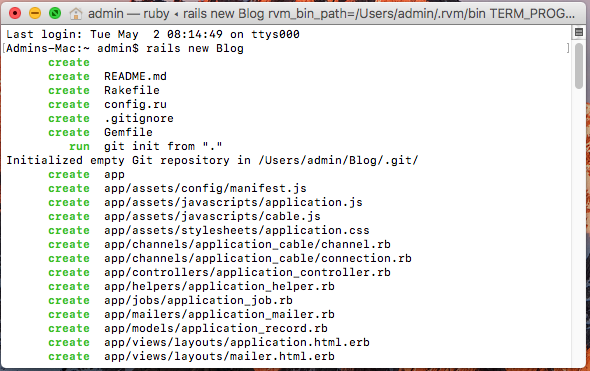 admin — ruby ‹ rails new Blog rvm_bin_path=/Users/admin/.rvm/bin TERM_PROG...
Last login: Tue May  2 08:14:49 on ttys000
[Admins-Mac:~ admin$ rails new Blog ]
create
create README.md
create Rakefile
create config.ru
create .gitignore
create Gemfile
run git init from "."
Initialized empty Git repository in /Users/admin/Blog/.git/
create app
create app/assets/config/manifest.js
create app/assets/javascripts/application.js
create app/assets/javascripts/cable.js
create app/assets/stylesheets/application.css
create app/channels/application_cable/channel.rb
create app/channels/application_cable/connection.rb
create app/controllers/application_controller.rb
create app/helpers/application_helper.rb
create app/jobs/application_job.rb
create app/mailers/application_mailer.rb
create app/models/application_record.rb
create app/views/layouts/application.html.erb
create app/views/layouts/mailer.html.erb